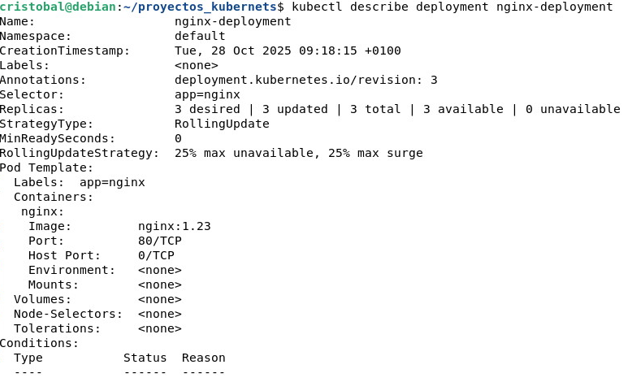 cristobal@debian:~/proyectos_kubernets$ kubectl describe deployment nginx-deployment
Name:                   nginx-deployment
Namespace:              default
CreationTimestamp:      Tue, 28 Oct 2025 09:18:15 +0100
Labels:                 <none>
Annotations:            deployment.kubernetes.io/revision: 3
Selector:               app=nginx
Replicas:               3 desired | 3 updated | 3 total | 3 available | 0 unavailable
StrategyType:           RollingUpdate
MinReadySeconds:        0
RollingUpdateStrategy:  25% max unavailable, 25% max surge
Pod Template:
  Labels:  app=nginx
  Containers:
   nginx:
    Image:         nginx:1.23
    Port:          80/TCP
    Host Port:     0/TCP
    Environment:   <none>
    Mounts:        <none>
  Volumes:         <none>
  Node-Selectors:  <none>
  Tolerations:     <none>
Conditions:
  Type           Status  Reason
  ----           ------  ------